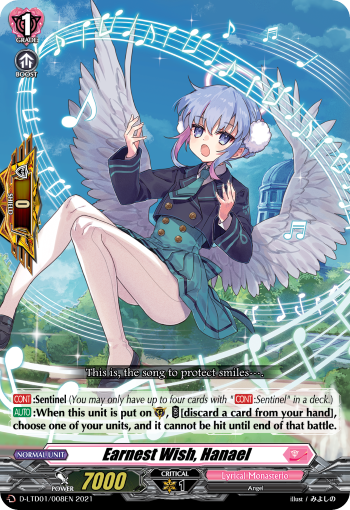 1
GRADE
BOOST
0
This is, the song to protect smiles---.
CONT:Sentinel (You may only have up to four cards with "CONT:Sentinel" in a deck.)
AUTO:When this unit is put on , [discard a card from your hand],
choose one of your units, and it cannot be hit until end of that battle.
NORMAL UNIT
Earnest Wish, Hanael
POWER 7000
CRITICAL
1
Lyrical Monasterio
Angel
D-LTD01/008EN 2021
illust / みよしの